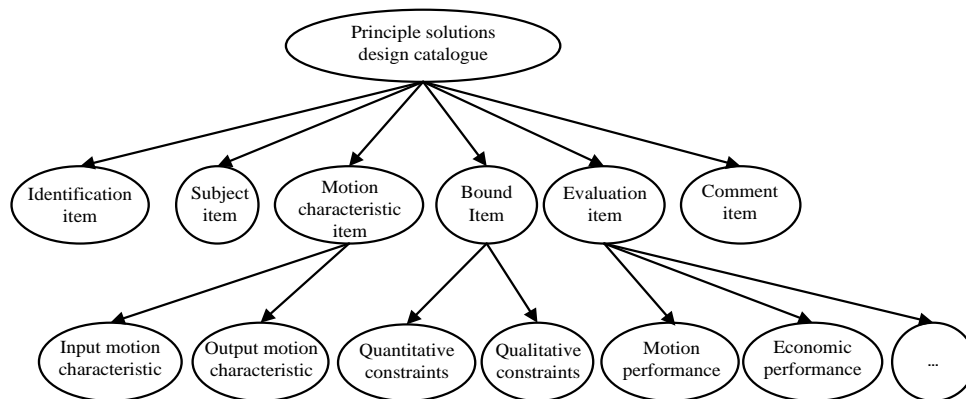 Principle solutions
design catalogue
Identification
item
Subject
item
Motion
characteristic
item
Bound
Item
Evaluation
item
Comment
item
Input motion
characteristic
Output motion
characteristic
Quantitative
constraints
Qualitative
constraints
Motion
performance
Economic
performance
...